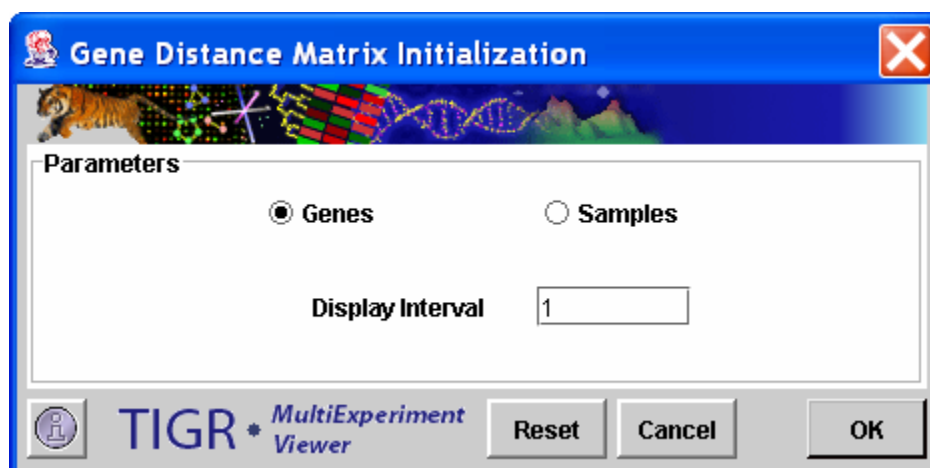 Gene Distance Matrix Initialization
Parameters
Genes Samples
Display Interval 1
TIGR * MultiExperiment Viewer
Reset Cancel OK